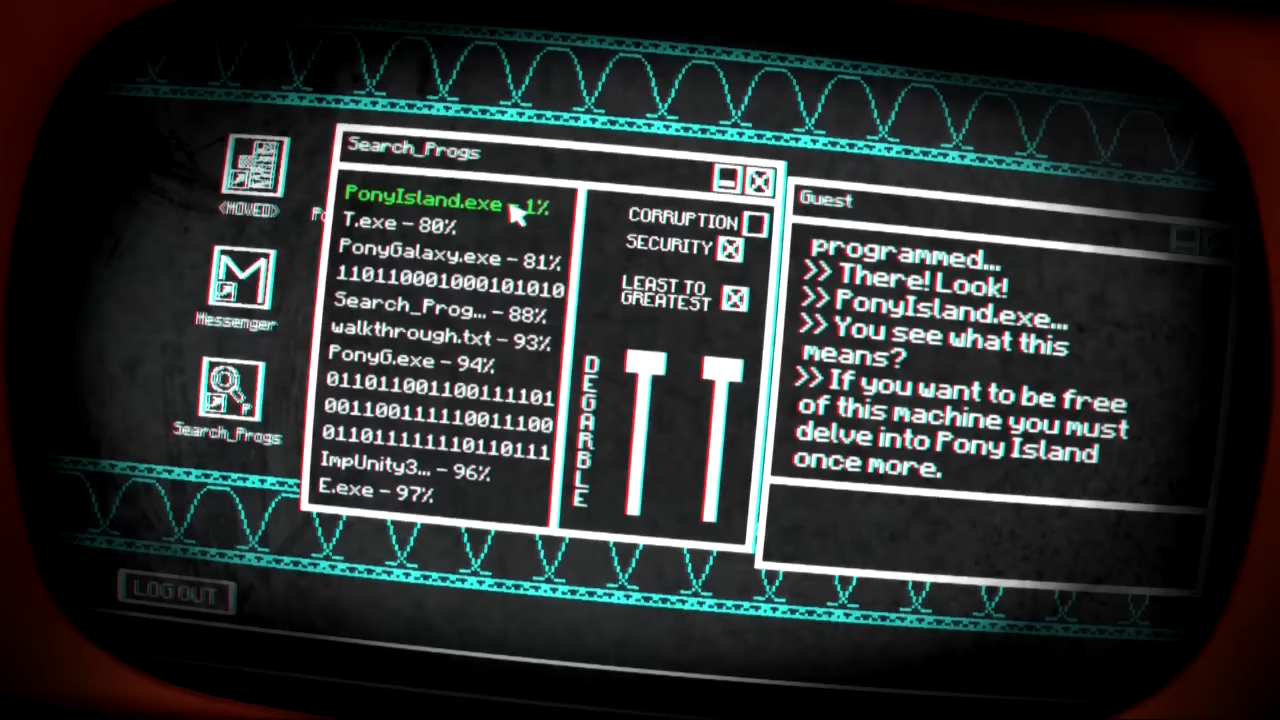 Search_Progs
PonyIsland.exe - 1%
T.exe - 80%
PonyGalaxy.exe - 81%
110110001000101010
Search_Prog... - 88%
walkthrough.txt - 93%
PonyG.exe - 94%
0110110011001111101
0011001111110011100
0110111111110110111
ImpUnity3... - 96%
E.exe - 97%
CORRUPTION
SECURITY
LEAST TO
GREATEST
DEGARBLE
Guest
programmed...
>> There! Look!
>> PonyIsland.exe...
>> You see what this
means?
>> If you want to be free
of this machine you must
delve into Pony Island
once more.
<MOVED>
Messenger
Search_Progs
LOG OUT